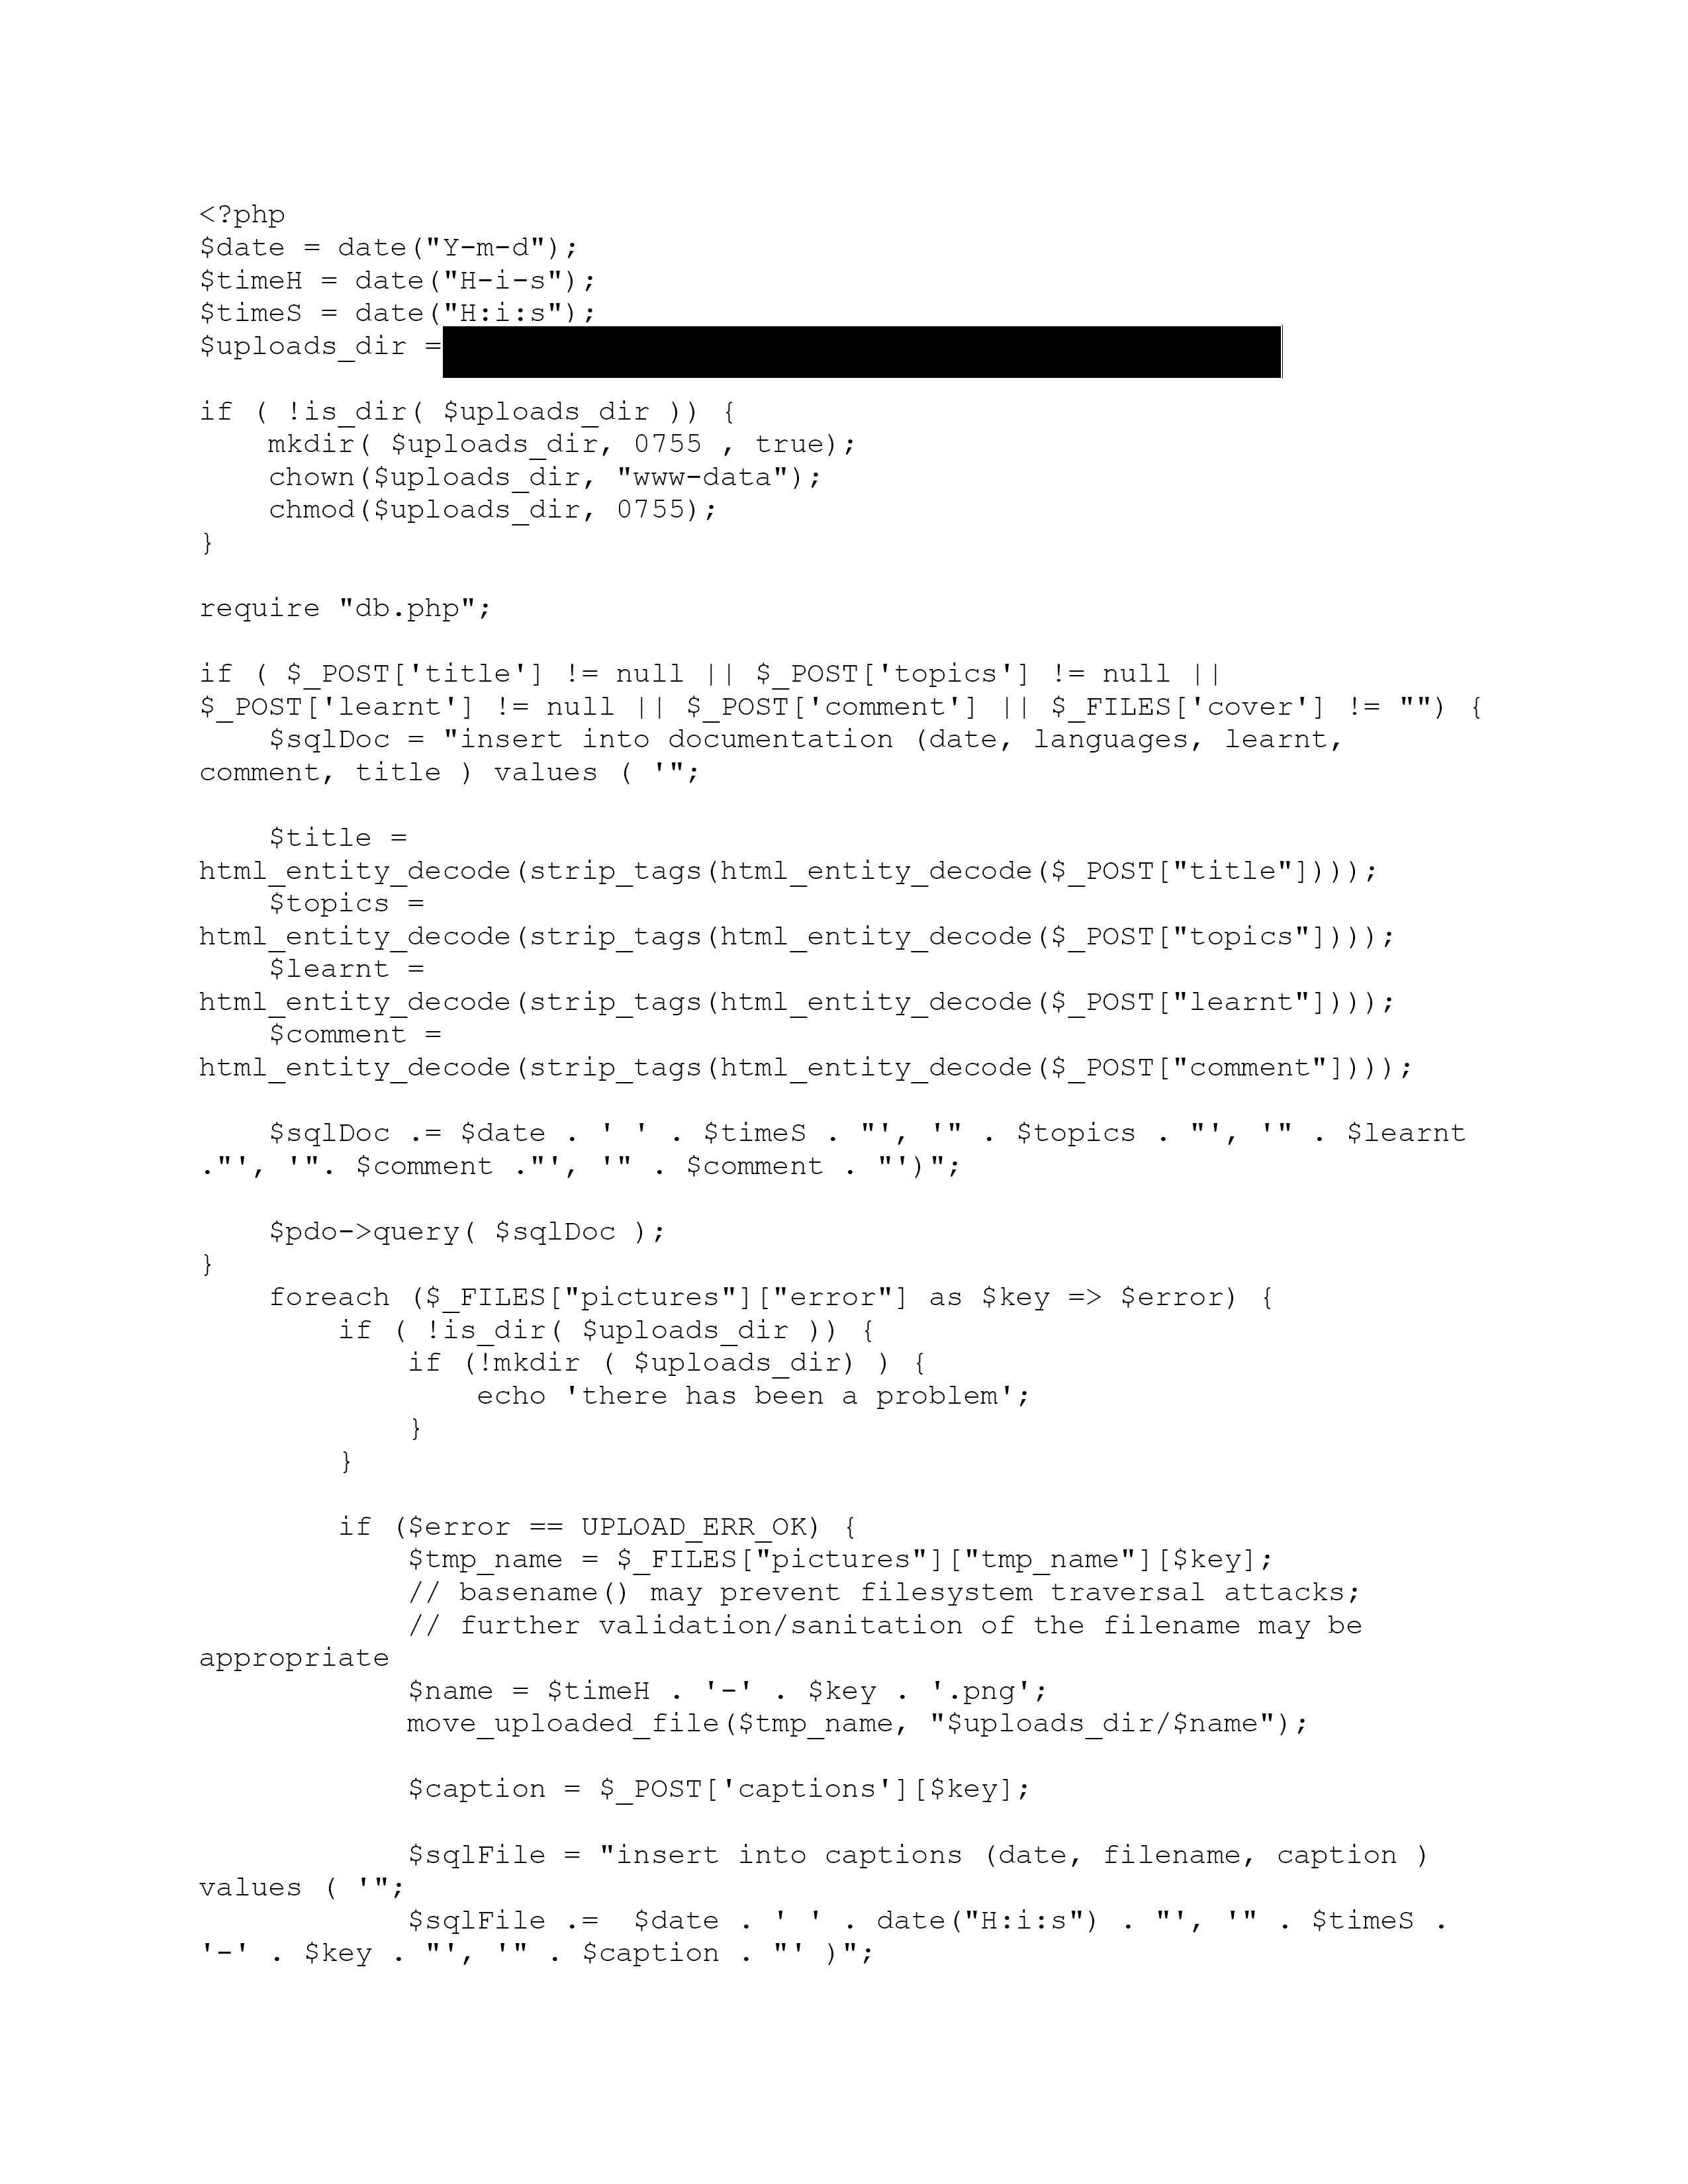 <?php
$date = date("Y-m-d");
$timeH = date("H-i-s");
$timeS = date("H:i:s");
$uploads_dir =
if ( !is_dir( $uploads_dir )) {
    mkdir( $uploads_dir, 0755 , true);
    chown($uploads_dir, "www-data");
    chmod($uploads_dir, 0755);
}
require "db.php";
if ( $_POST['title'] != null || $_POST['topics'] != null ||
$_POST['learnt'] != null || $_POST['comment'] || $_FILES['cover'] != "") {
    $sqlDoc = "insert into documentation (date, languages, learnt,
comment, title ) values ( '";
    $title =
html_entity_decode(strip_tags(html_entity_decode($_POST["title"])));
    $topics =
html_entity_decode(strip_tags(html_entity_decode($_POST["topics"])));
    $learnt =
html_entity_decode(strip_tags(html_entity_decode($_POST["learnt"])));
    $comment =
html_entity_decode(strip_tags(html_entity_decode($_POST["comment"])));
    $sqlDoc .= $date . ' ' . $timeS . "', '" . $topics . "', '" . $learnt
."', '". $comment ."', '" . $comment . "')";
    $pdo->query( $sqlDoc );
}
    foreach ($_FILES["pictures"]["error"] as $key => $error) {
        if ( !is_dir( $uploads_dir )) {
            if (!mkdir ( $uploads_dir) ) {
                echo 'there has been a problem';
            }
        }
        if ($error == UPLOAD_ERR_OK) {
            $tmp_name = $_FILES["pictures"]["tmp_name"][$key];
            // basename() may prevent filesystem traversal attacks;
            // further validation/sanitation of the filename may be
appropriate
            $name = $timeH . '-' . $key . '.png';
            move_uploaded_file($tmp_name, "$uploads_dir/$name");
            $caption = $_POST['captions'][$key];
            $sqlFile = "insert into captions (date, filename, caption )
values ( '";
            $sqlFile .=  $date . ' ' . date("H:i:s") . "', '" . $timeS .
'-' . $key . "', '" . $caption . "' )";